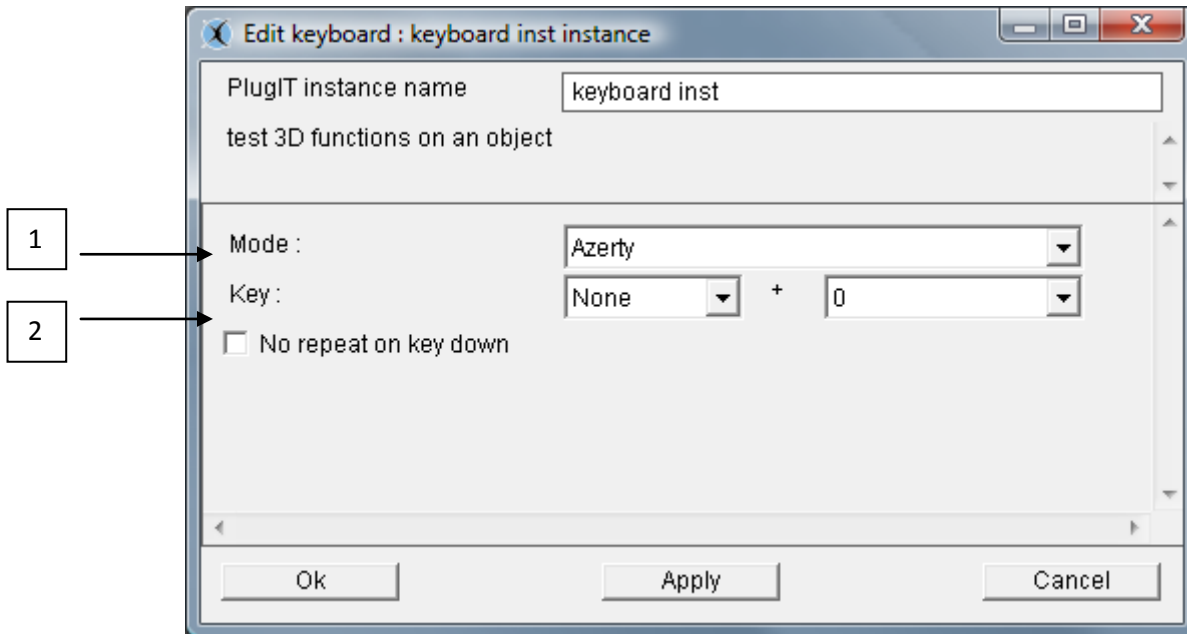 Edit keyboard : keyboard inst instance
PlugIT instance name keyboard inst
test 3D functions on an object
1
Mode : Azerty
Key : None + 0
2
No repeat on key down
Ok Apply Cancel